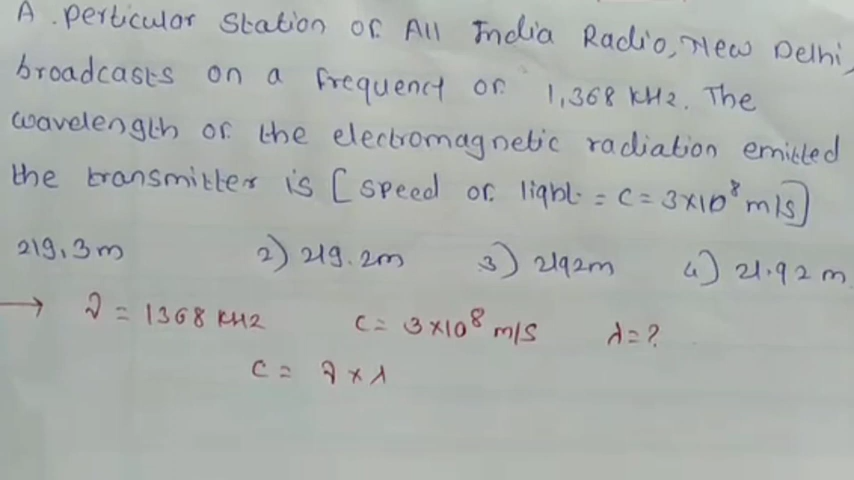 A particular Station of All India Radio, New Delhi,
broadcasts on a frequency of 1,368 kHz. The
wavelength of the electromagnetic radiation emitted
the transmitter is [speed of light = c = 3×10⁸ m/s]
219.3m 2) 219.2m 3) 2192m 4) 21.92 m
→ ν = 1368 kHz c = 3×10⁸ m/s λ = ?
c = ν × λ